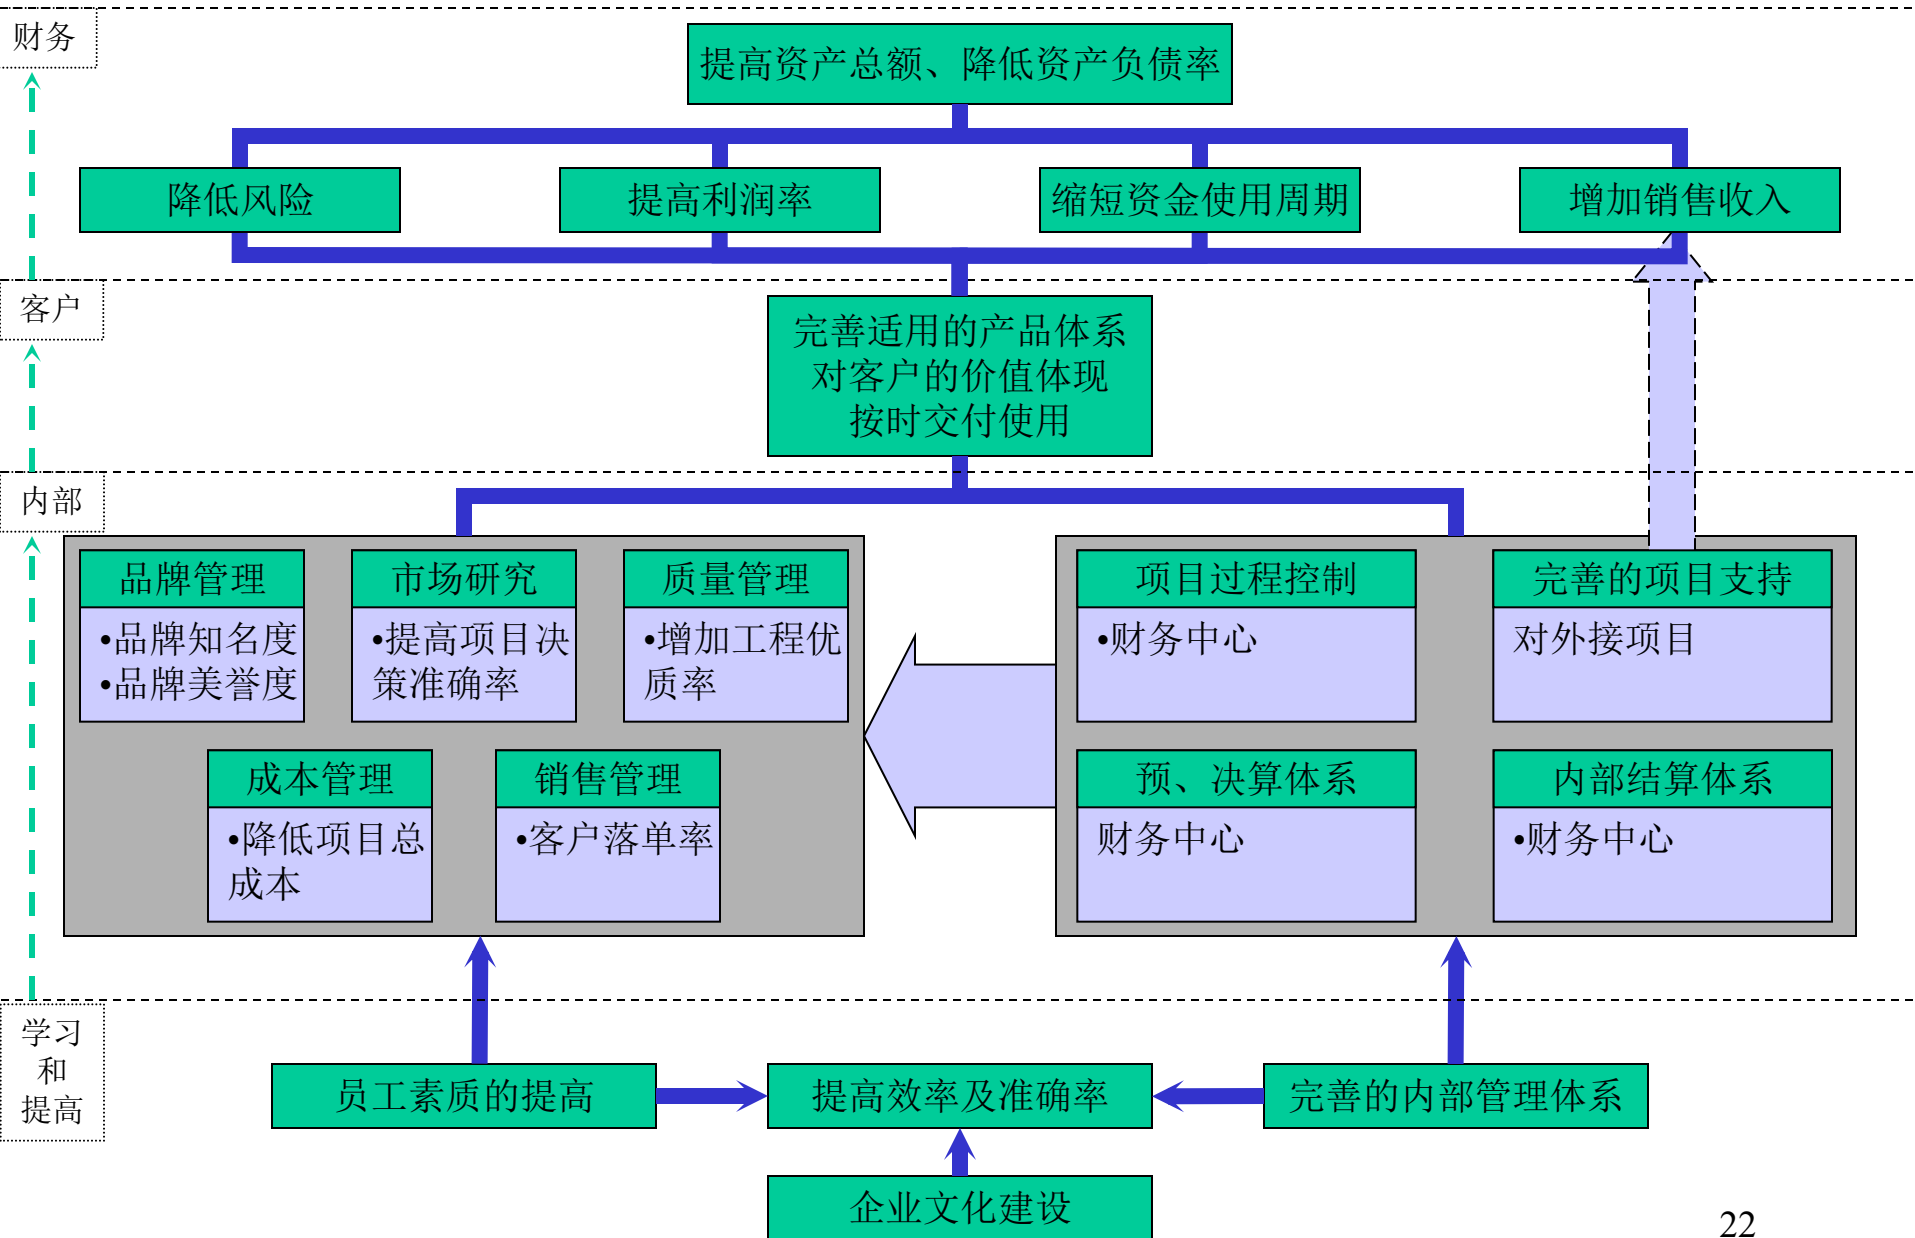 财务
提高资产总额、降低资产负债率
降低风险
提高利润率
缩短资金使用周期
增加销售收入
客户
完善适用的产品体系
对客户的价值体现
按时交付使用
内部
品牌管理
•品牌知名度
•品牌美誉度
市场研究
•提高项目决
策准确率
质量管理
•增加工程优
质率
成本管理
•降低项目总
成本
销售管理
•客户落单率
项目过程控制
•财务中心
完善的项目支持
对外接项目
预、决算体系
财务中心
内部结算体系
•财务中心
学习
和
提高
员工素质的提高
提高效率及准确率
完善的内部管理体系
企业文化建设
22